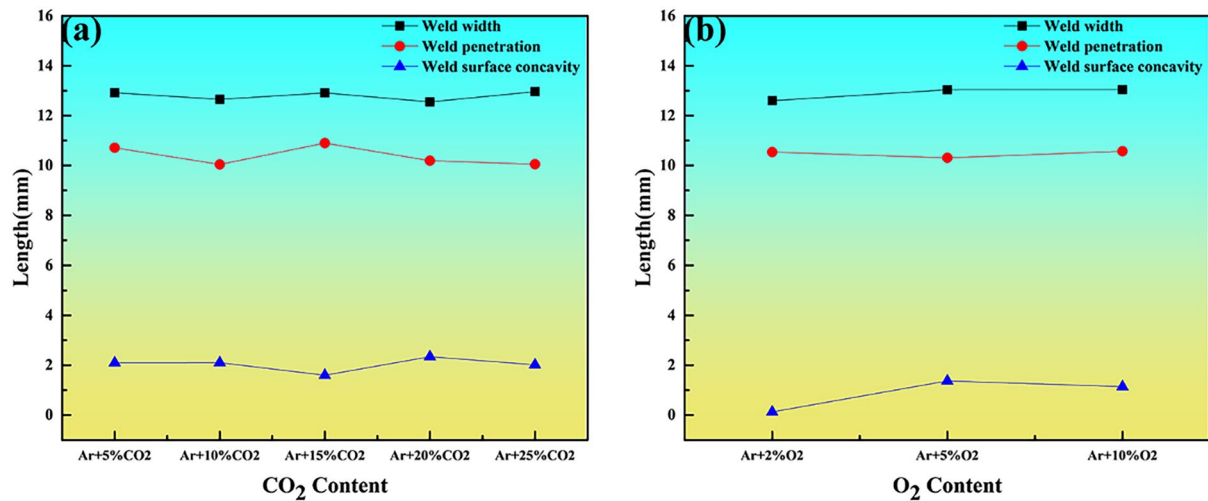 (a)
Weld width
Weld penetration
Weld surface concavity
16
14
12
10
8
6
4
2
0
Length(mm)
Ar+5%CO2
Ar+10%CO2
Ar+15%CO2
Ar+20%CO2
Ar+25%CO2
CO₂ Content
(b)
Weld width
Weld penetration
Weld surface concavity
16
14
12
10
8
6
4
2
0
Length(mm)
Ar+2%O2
Ar+5%O2
Ar+10%O2
O₂ Content